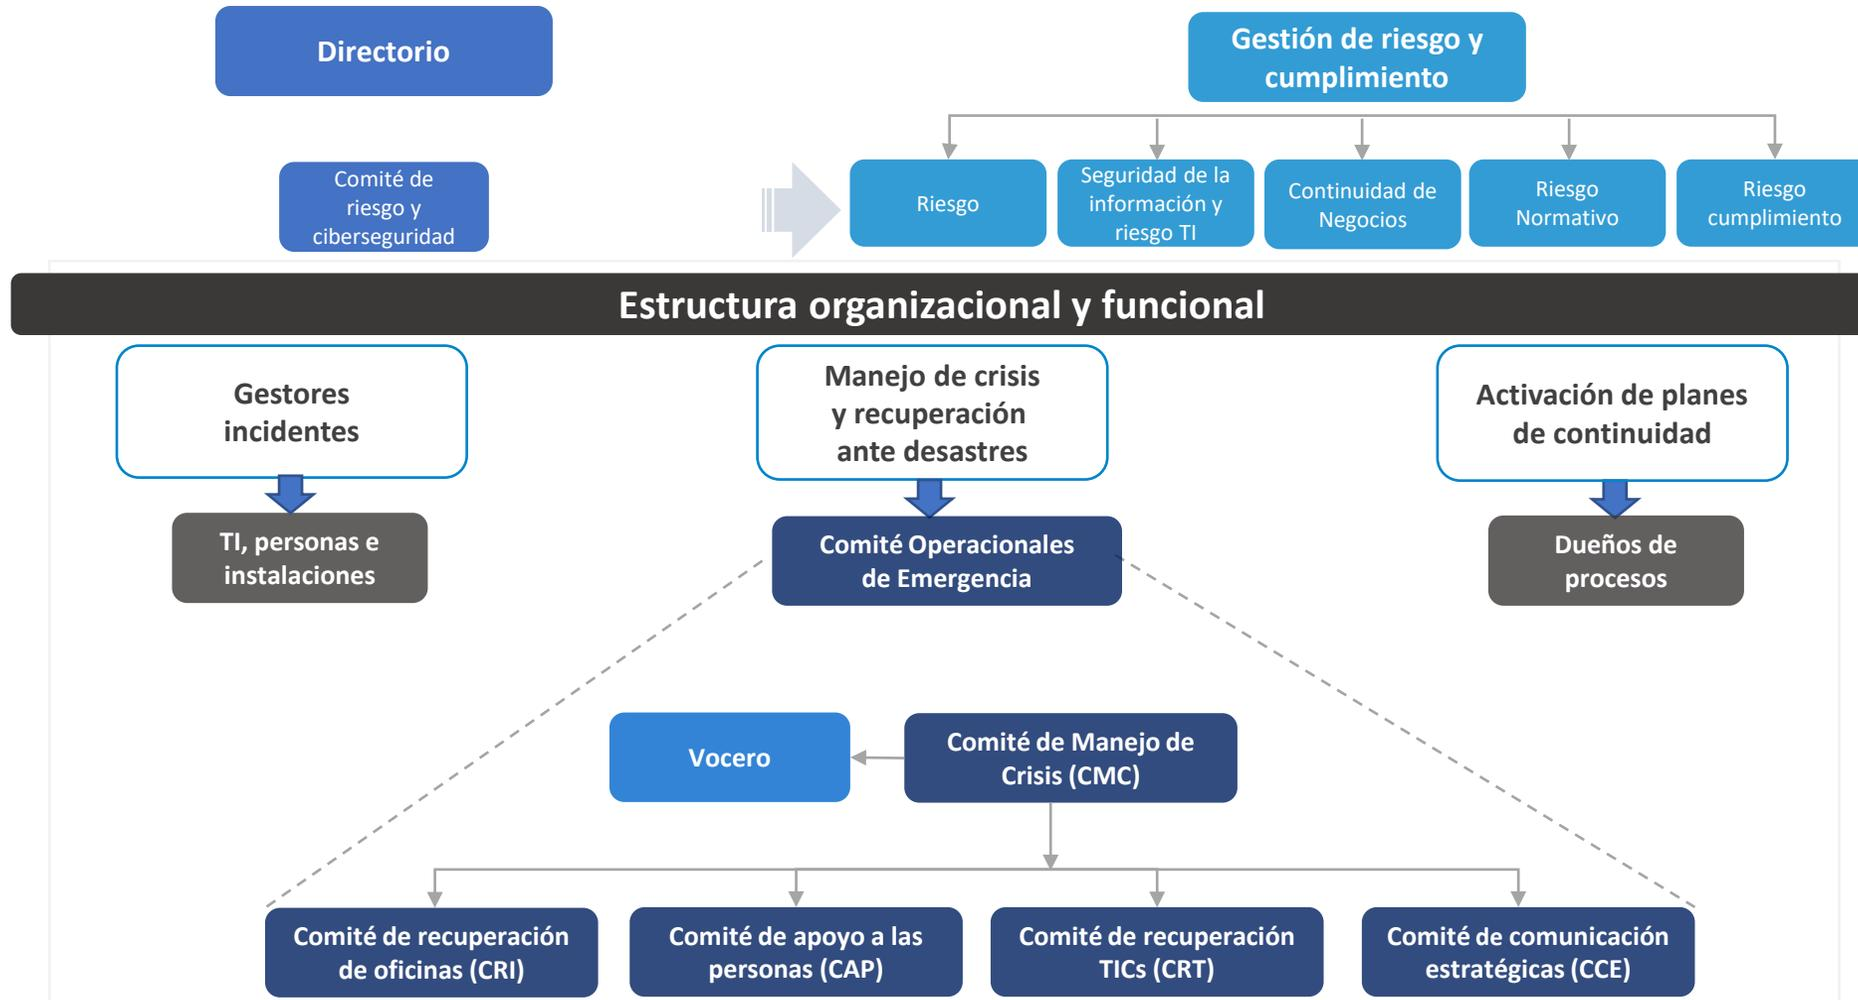 Directorio
Gestión de riesgo y
cumplimiento
Comité de
riesgo y
ciberseguridad
Riesgo
Seguridad de la
información y
riesgo TI
Continuidad de
Negocios
Riesgo
Normativo
Riesgo
cumplimiento
Estructura organizacional y funcional
Gestores
incidentes
Manejo de crisis
y recuperación
ante desastres
Activación de planes
de continuidad
TI, personas e
instalaciones
Comité Operacionales
de Emergencia
Dueños de
procesos
Vocero
Comité de Manejo de
Crisis (CMC)
Comité de recuperación
de oficinas (CRI)
Comité de apoyo a las
personas (CAP)
Comité de recuperación
TICs (CRT)
Comité de comunicación
estratégicas (CCE)